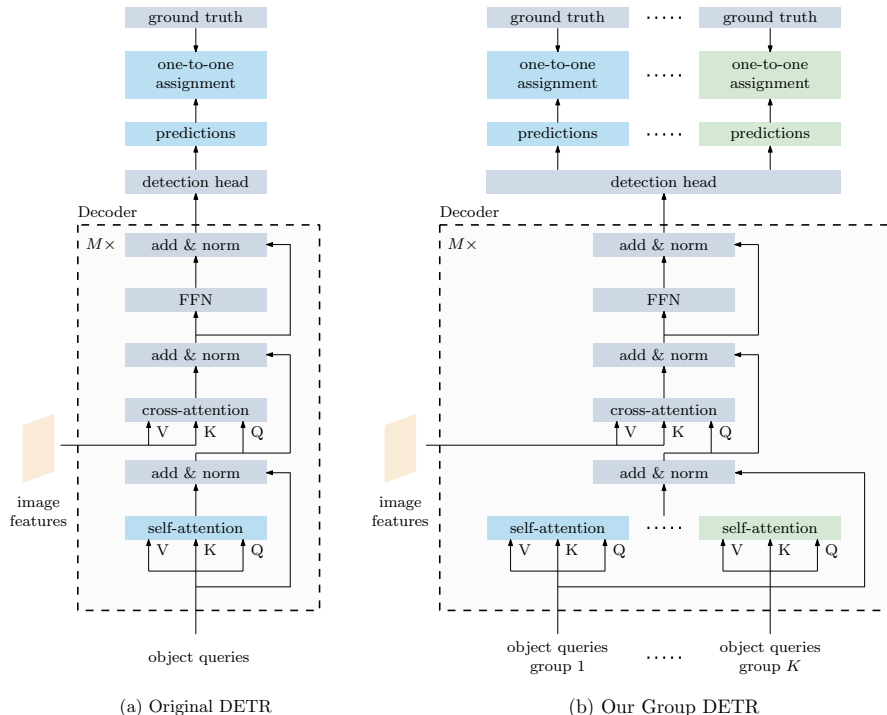 ground truth
one-to-one
assignment
predictions
detection head
Decoder
M×
add & norm
FFN
add & norm
cross-attention
V K Q
add & norm
image
features
self-attention
V K Q
object queries
(a) Original DETR
ground truth ····· ground truth
one-to-one
assignment
·····
one-to-one
assignment
predictions ····· predictions
detection head
Decoder
M×
add & norm
FFN
add & norm
cross-attention
V K Q
add & norm
image
features
self-attention ····· self-attention
V K Q V K Q
object queries
group 1
·····
object queries
group K
(b) Our Group DETR